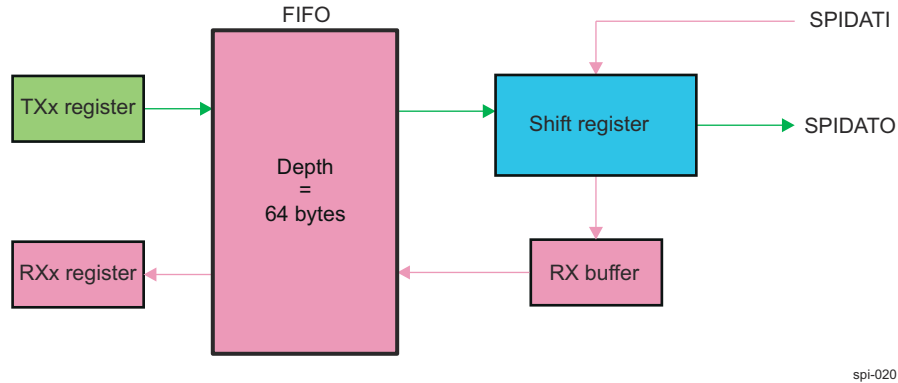 FIFO
SPIDATI
TXx register
Shift register
SPIDATO
Depth
=
64 bytes
RXx register
RX buffer
spi-020